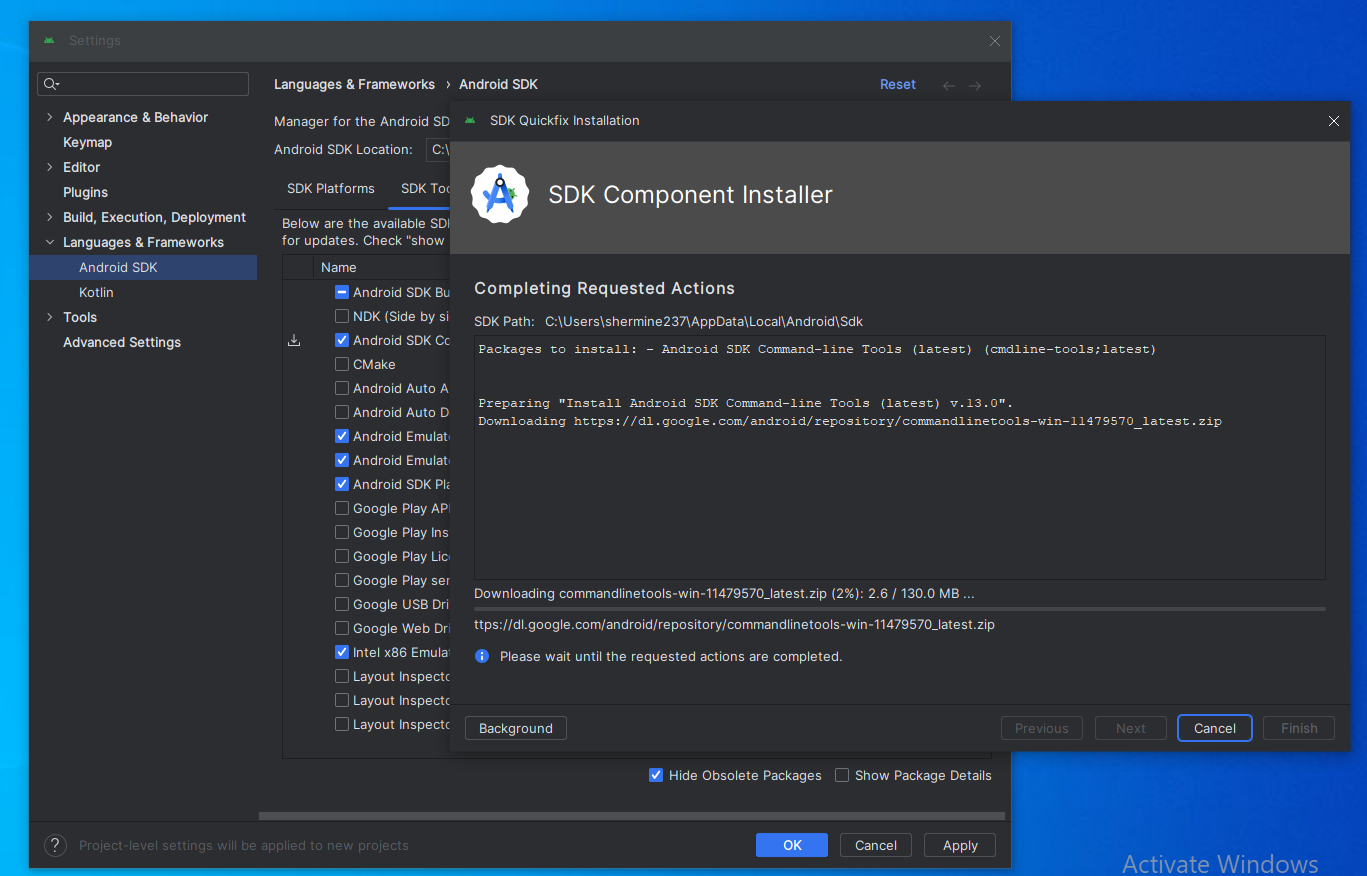 Settings
Languages & Frameworks › Android SDK
Reset
Appearance & Behavior
Keymap
Editor
Plugins
Build, Execution, Deployment
Languages & Frameworks
Android SDK
Kotlin
Tools
Advanced Settings
Manager for the Android SD
Android SDK Location: C:\
SDK Platforms SDK Too
Below are the available SD
for updates. Check "show
Name
Android SDK Bu
NDK (Side by si
Android SDK Co
CMake
Android Auto A
Android Auto D
Android Emulat
Android Emulat
Android SDK Pla
Google Play API
Google Play Ins
Google Play Lic
Google Play ser
Google USB Dri
Google Web Dri
Intel x86 Emulat
Layout Inspecto
Layout Inspecto
Layout Inspecto
Hide Obsolete Packages Show Package Details
? Project-level settings will be applied to new projects
OK Cancel Apply
SDK Quickfix Installation
SDK Component Installer
Completing Requested Actions
SDK Path: C:\Users\shermine237\AppData\Local\Android\Sdk
Packages to install: - Android SDK Command-line Tools (latest) (cmdline-tools;latest)
Preparing "Install Android SDK Command-line Tools (latest) v.13.0".
Downloading https://dl.google.com/android/repository/commandlinetools-win-11479570_latest.zip
Downloading commandlinetools-win-11479570_latest.zip (2%): 2.6 / 130.0 MB ...
ttps://dl.google.com/android/repository/commandlinetools-win-11479570_latest.zip
Please wait until the requested actions are completed.
Background Previous Next Cancel Finish
Activate Windows